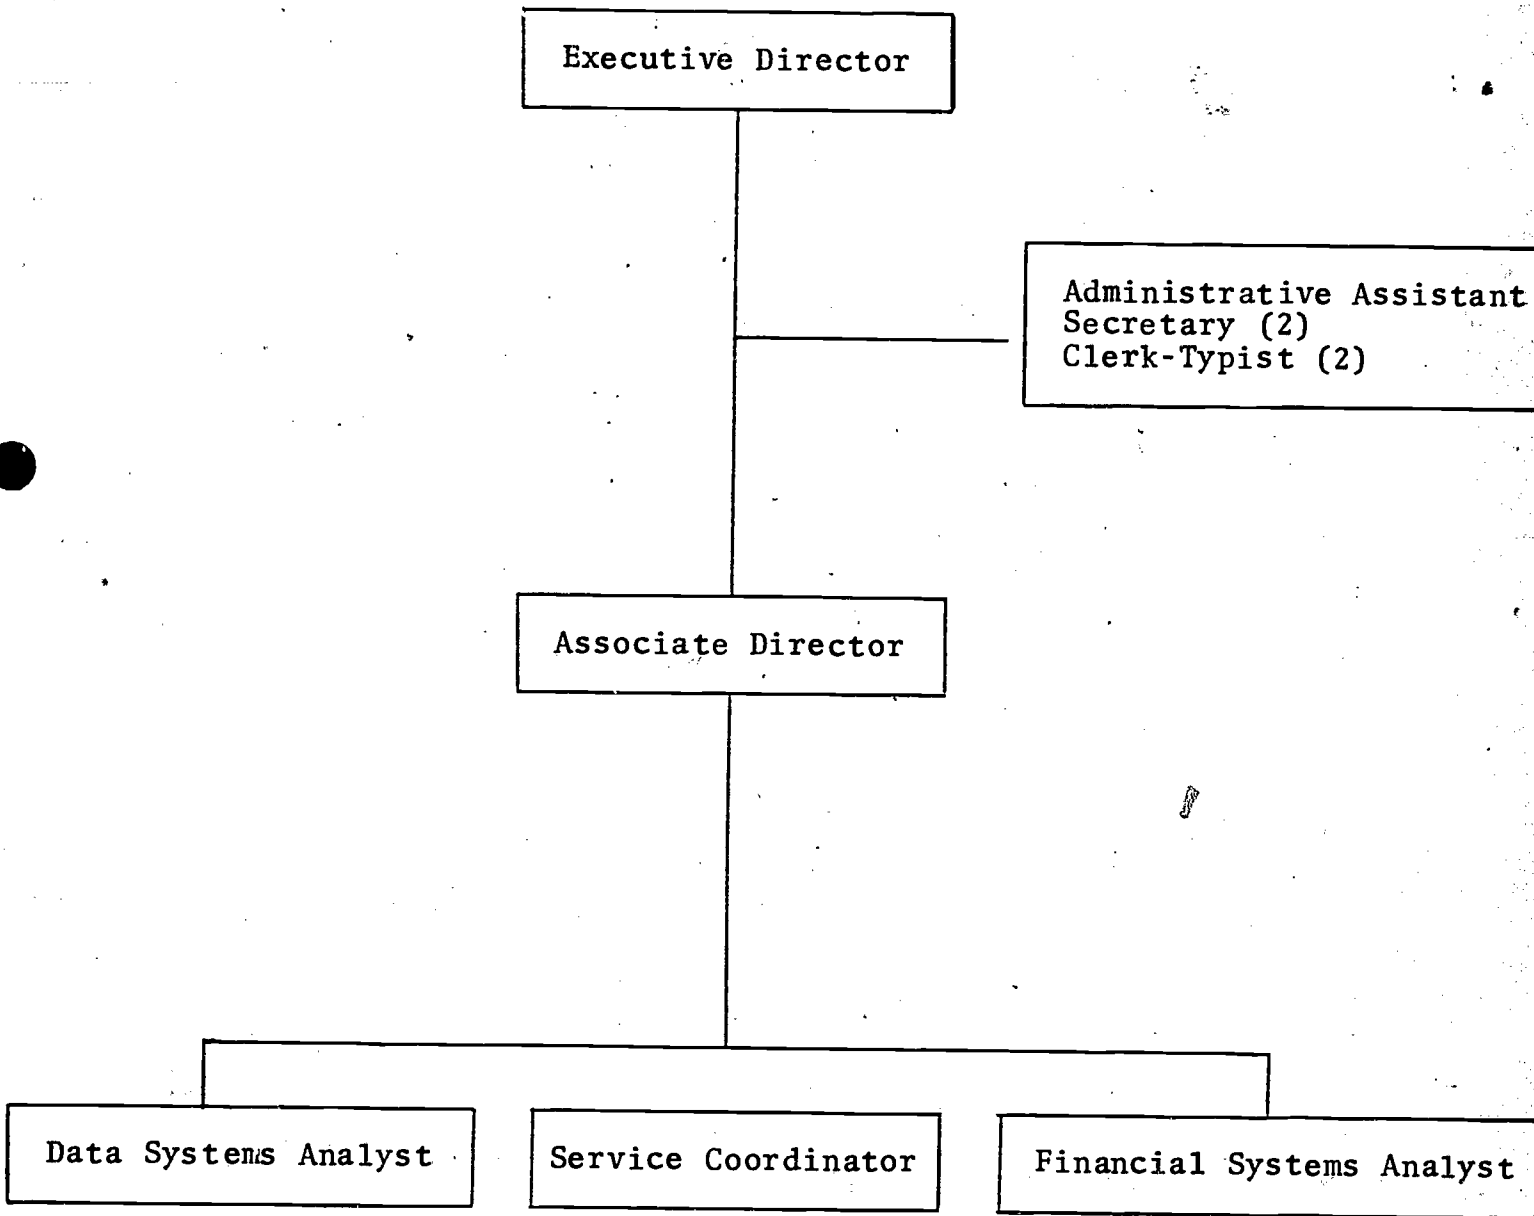 Executive Director
Administrative Assistant
Secretary (2)
Clerk-Typist (2)
Associate Director
Data Systems Analyst
Service Coordinator
Financial Systems Analyst